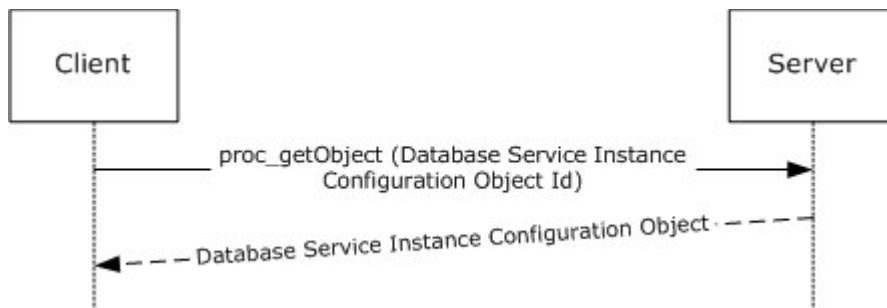 Client
Server
proc_getObject (Database Service Instance
Configuration Object Id)
Database Service Instance Configuration Object